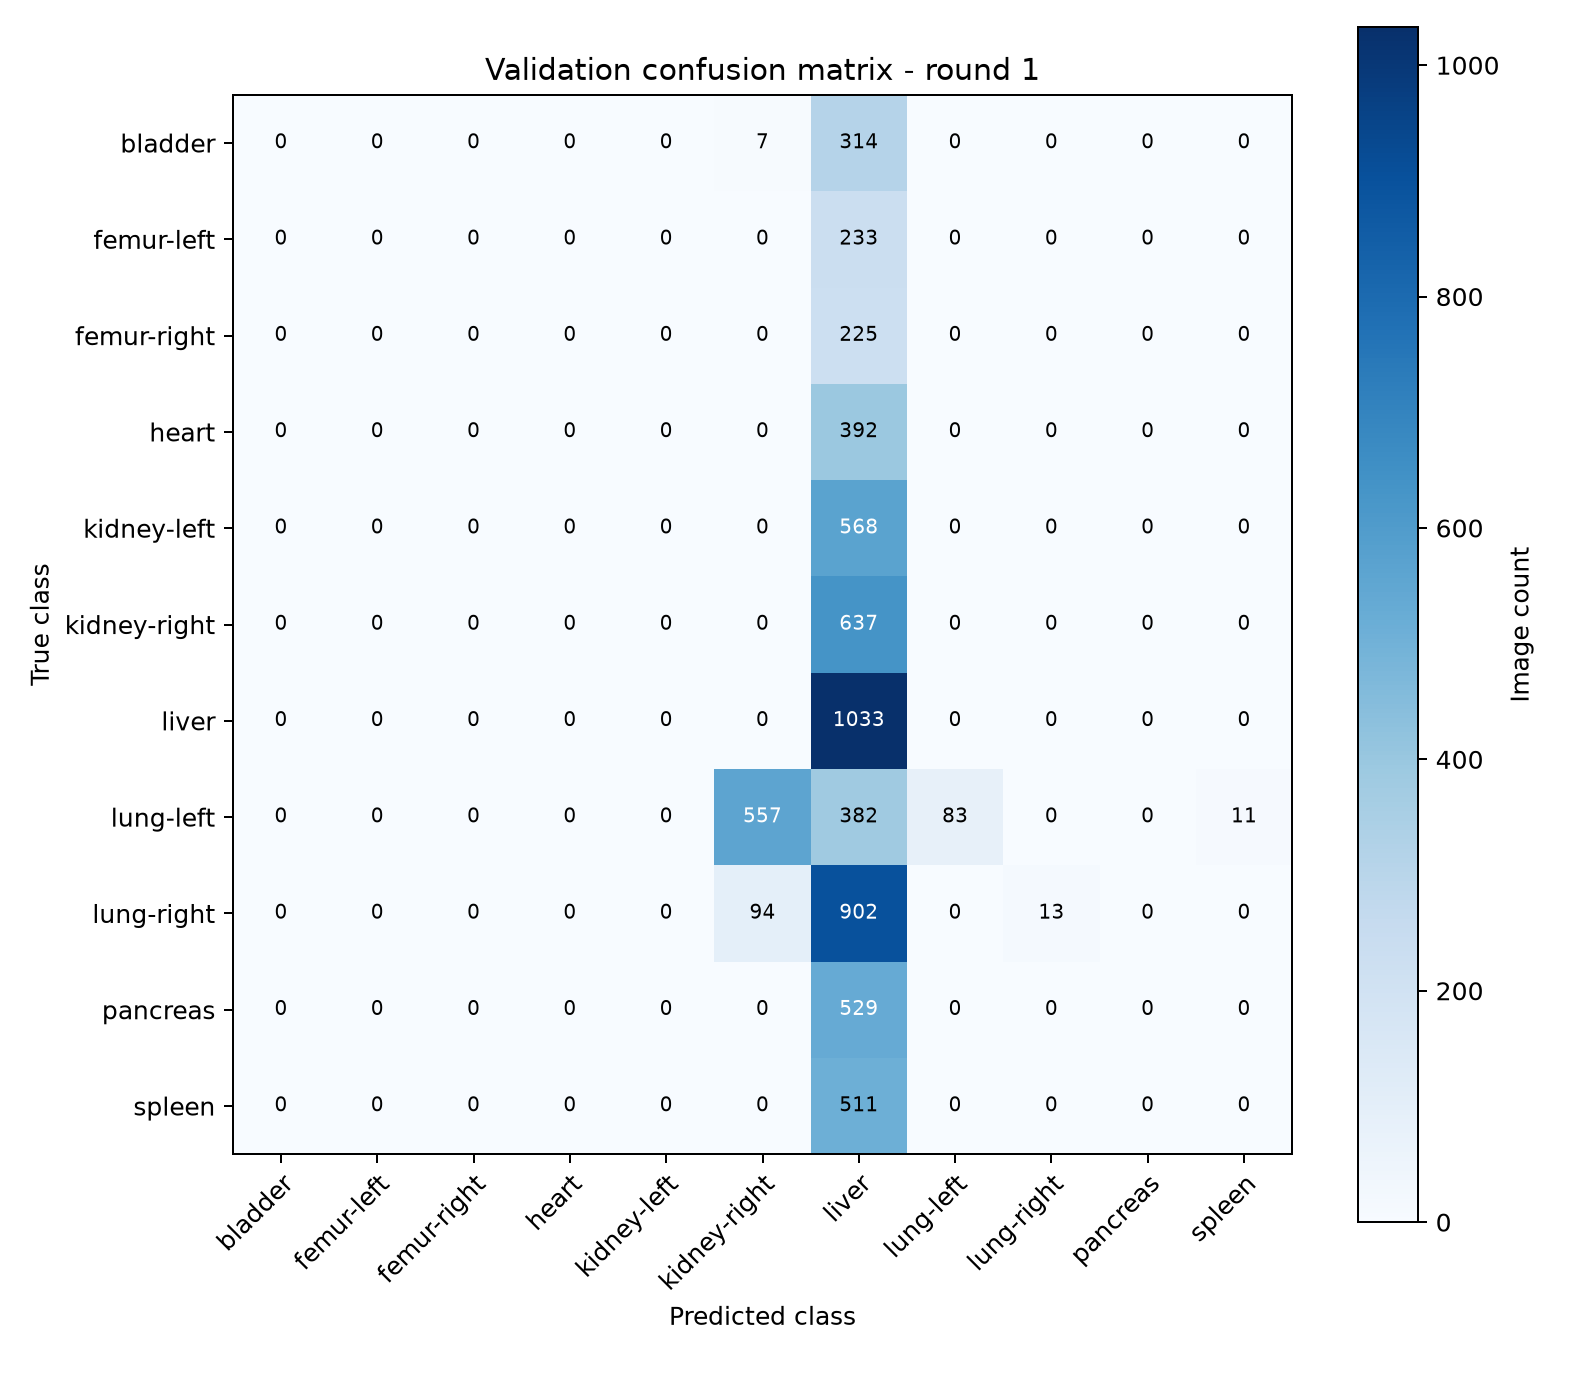 Validation confusion matrix - round 1
bladder 0 0 0 0 0 7 314 0 0 0 0
femur-left 0 0 0 0 0 0 233 0 0 0 0
femur-right 0 0 0 0 0 0 225 0 0 0 0
heart 0 0 0 0 0 0 392 0 0 0 0
kidney-left 0 0 0 0 0 0 568 0 0 0 0
kidney-right 0 0 0 0 0 0 637 0 0 0 0
liver 0 0 0 0 0 0 1033 0 0 0 0
lung-left 0 0 0 0 0 557 382 83 0 0 11
lung-right 0 0 0 0 0 94 902 0 13 0 0
pancreas 0 0 0 0 0 0 529 0 0 0 0
spleen 0 0 0 0 0 0 511 0 0 0 0
True class
bladder femur-left femur-right heart kidney-left kidney-right liver lung-left lung-right pancreas spleen
Predicted class
1000
800
600
400
200
0
Image count